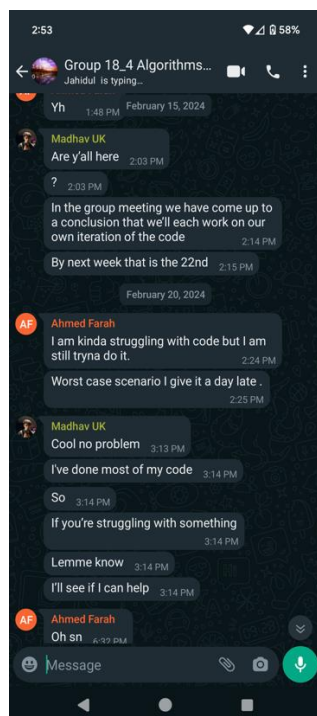 2:53
58%
Group 18_4 Algorithms...
Jahidul is typing...
Yh
1:48 PM
February 15, 2024
Madhav UK
Are y'all here
2:03 PM
?
2:03 PM
In the group meeting we have come up to
a conclusion that we'll each work on our
own iteration of the code
2:14 PM
By next week that is the 22nd
2:15 PM
February 20, 2024
AF
Ahmed Farah
I am kinda struggling with code but I am
still tryna do it.
2:24 PM
Worst case scenario I give it a day late .
2:25 PM
Madhav UK
Cool no problem
3:13 PM
I've done most of my code
3:14 PM
So
3:14 PM
If you're struggling with something
3:14 PM
Lemme know
3:14 PM
I'll see if I can help
3:14 PM
AF
Ahmed Farah
Oh sn
6:32 PM
Message